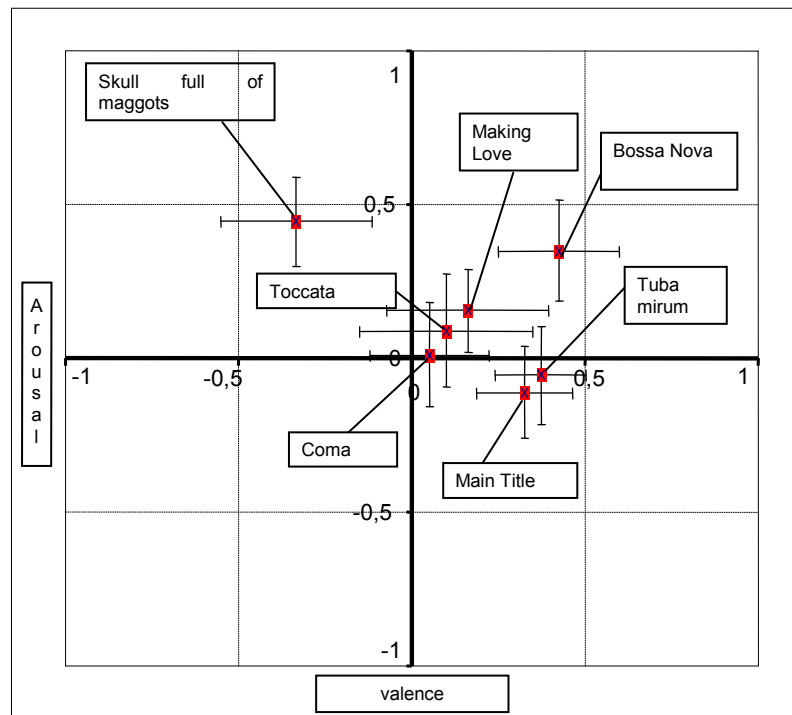 1
Skull full of
maggots
Making
Love
Bossa Nova
0,5
Toccata
Tuba
mirum
Arousal
0
-1
-0,5
0
0,5
1
Coma
Main Title
-0,5
-1
valence